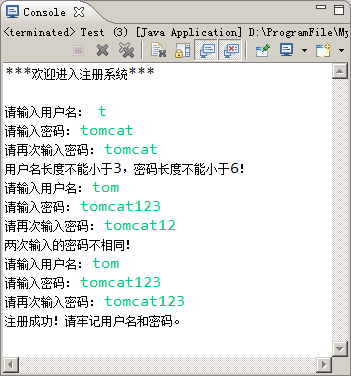 Console
<terminated> Test (3) [Java Application] D:\ProgramFile\My
***欢迎进入注册系统***
请输入用户名： t
请输入密码：tomcat
请再次输入密码：tomcat
用户名长度不能小于3，密码长度不能小于6！
请输入用户名：tom
请输入密码：tomcat123
请再次输入密码：tomcat12
两次输入的密码不相同！
请输入用户名：tom
请输入密码：tomcat123
请再次输入密码：tomcat123
注册成功！请牢记用户名和密码。